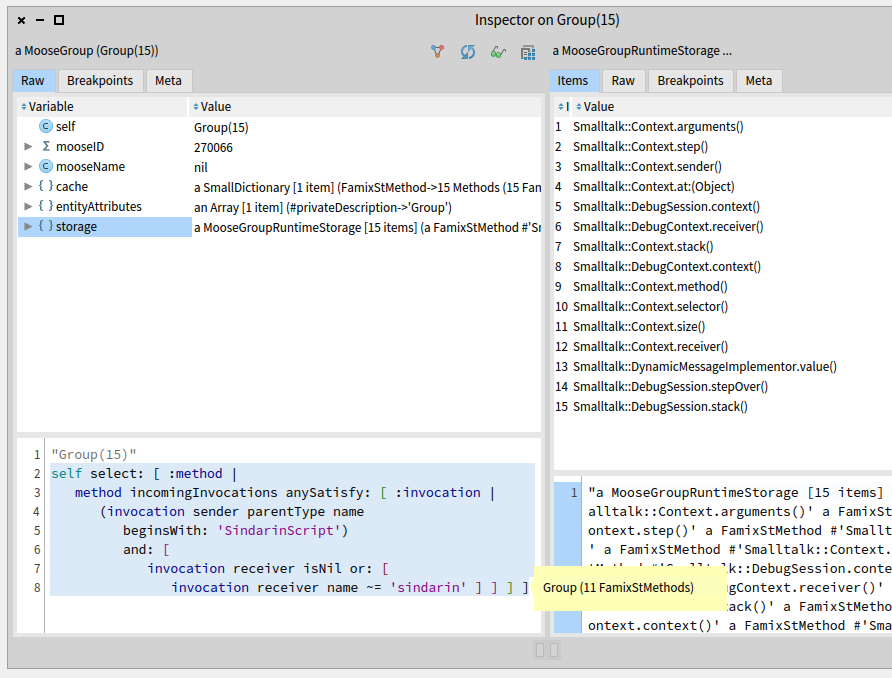 Inspector on Group(15)
a MooseGroup (Group(15))
Raw Breakpoints Meta
Variable Value
self Group(15)
Σ mooseID 270066
mooseName nil
{ } cache a SmallDictionary [1 item] (FamixStMethod->15 Methods (15 Fam
{ } entityAttributes an Array [1 item] (#privateDescription->'Group')
{ } storage a MooseGroupRuntimeStorage [15 items] (a FamixStMethod #'Sm
1 "Group(15)"
2 self select: [ :method |
3 method incomingInvocations anySatisfy: [ :invocation |
4 (invocation sender parentType name
5 beginsWith: 'SindarinScript')
6 and: [
7 invocation receiver isNil or: [
8 invocation receiver name ~= 'sindarin' ] ] ] ]
Group (11 FamixStMethods)
a MooseGroupRuntimeStorage ...
Items Raw Breakpoints Meta
I Value
1 Smalltalk::Context.arguments()
2 Smalltalk::Context.step()
3 Smalltalk::Context.sender()
4 Smalltalk::Context.at:(Object)
5 Smalltalk::DebugSession.context()
6 Smalltalk::DebugContext.receiver()
7 Smalltalk::Context.stack()
8 Smalltalk::DebugContext.context()
9 Smalltalk::Context.method()
10 Smalltalk::Context.selector()
11 Smalltalk::Context.size()
12 Smalltalk::Context.receiver()
13 Smalltalk::DynamicMessageImplementor.value()
14 Smalltalk::DebugSession.stepOver()
15 Smalltalk::DebugSession.stack()
1 "a MooseGroupRuntimeStorage [15 items]
alltalk::Context.arguments()' a FamixSt
ontext.step()' a FamixStMethod #'Smallt
' a FamixStMethod #'Smalltalk::Context.
::DebugSession.conte
gContext.receiver()'
tack()' a FamixStMetho
ontext.context()' a FamixStMethod #'Sma